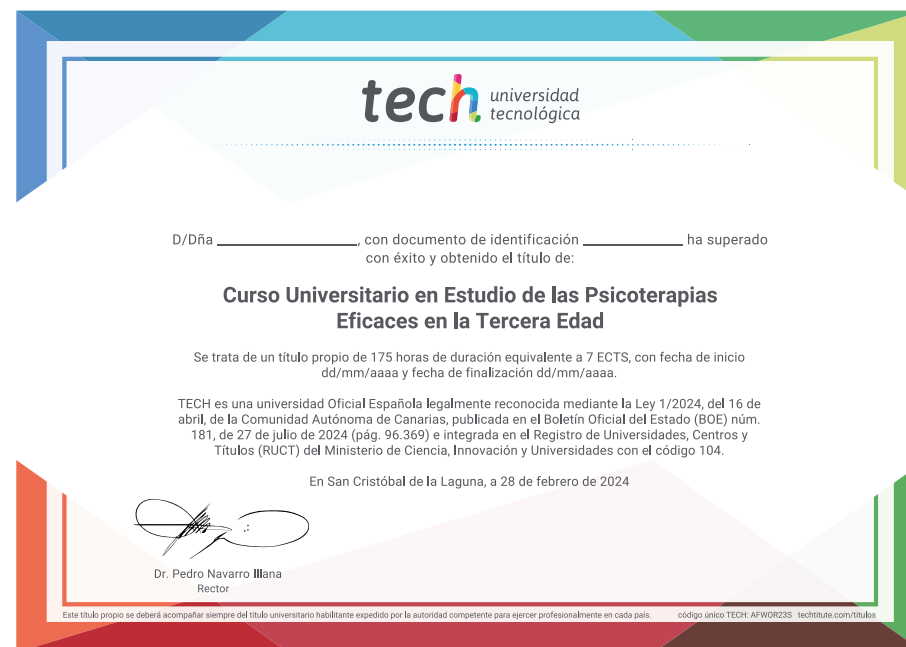 tech universidad
tecnológica
D/Dña ________________, con documento de identificación ____________ ha superado
con éxito y obtenido el título de:
Curso Universitario en Estudio de las Psicoterapias
Eficaces en la Tercera Edad
Se trata de un título propio de 175 horas de duración equivalente a 7 ECTS, con fecha de inicio
dd/mm/aaaa y fecha de finalización dd/mm/aaaa.
TECH es una universidad Oficial Española legalmente reconocida mediante la Ley 1/2024, del 16 de
abril, de la Comunidad Autónoma de Canarias, publicada en el Boletín Oficial del Estado (BOE) núm.
181, de 27 de julio de 2024 (pág. 96.369) e integrada en el Registro de Universidades, Centros y
Títulos (RUCT) del Ministerio de Ciencia, Innovación y Universidades con el código 104.
En San Cristóbal de la Laguna, a 28 de febrero de 2024
Dr. Pedro Navarro Illana
Rector
Este título propio se deberá acompañar siempre del título universitario habilitante expedido por la autoridad competente para ejercer profesionalmente en cada país. código único TECH: AFWOR23S techtitute.com/titulos